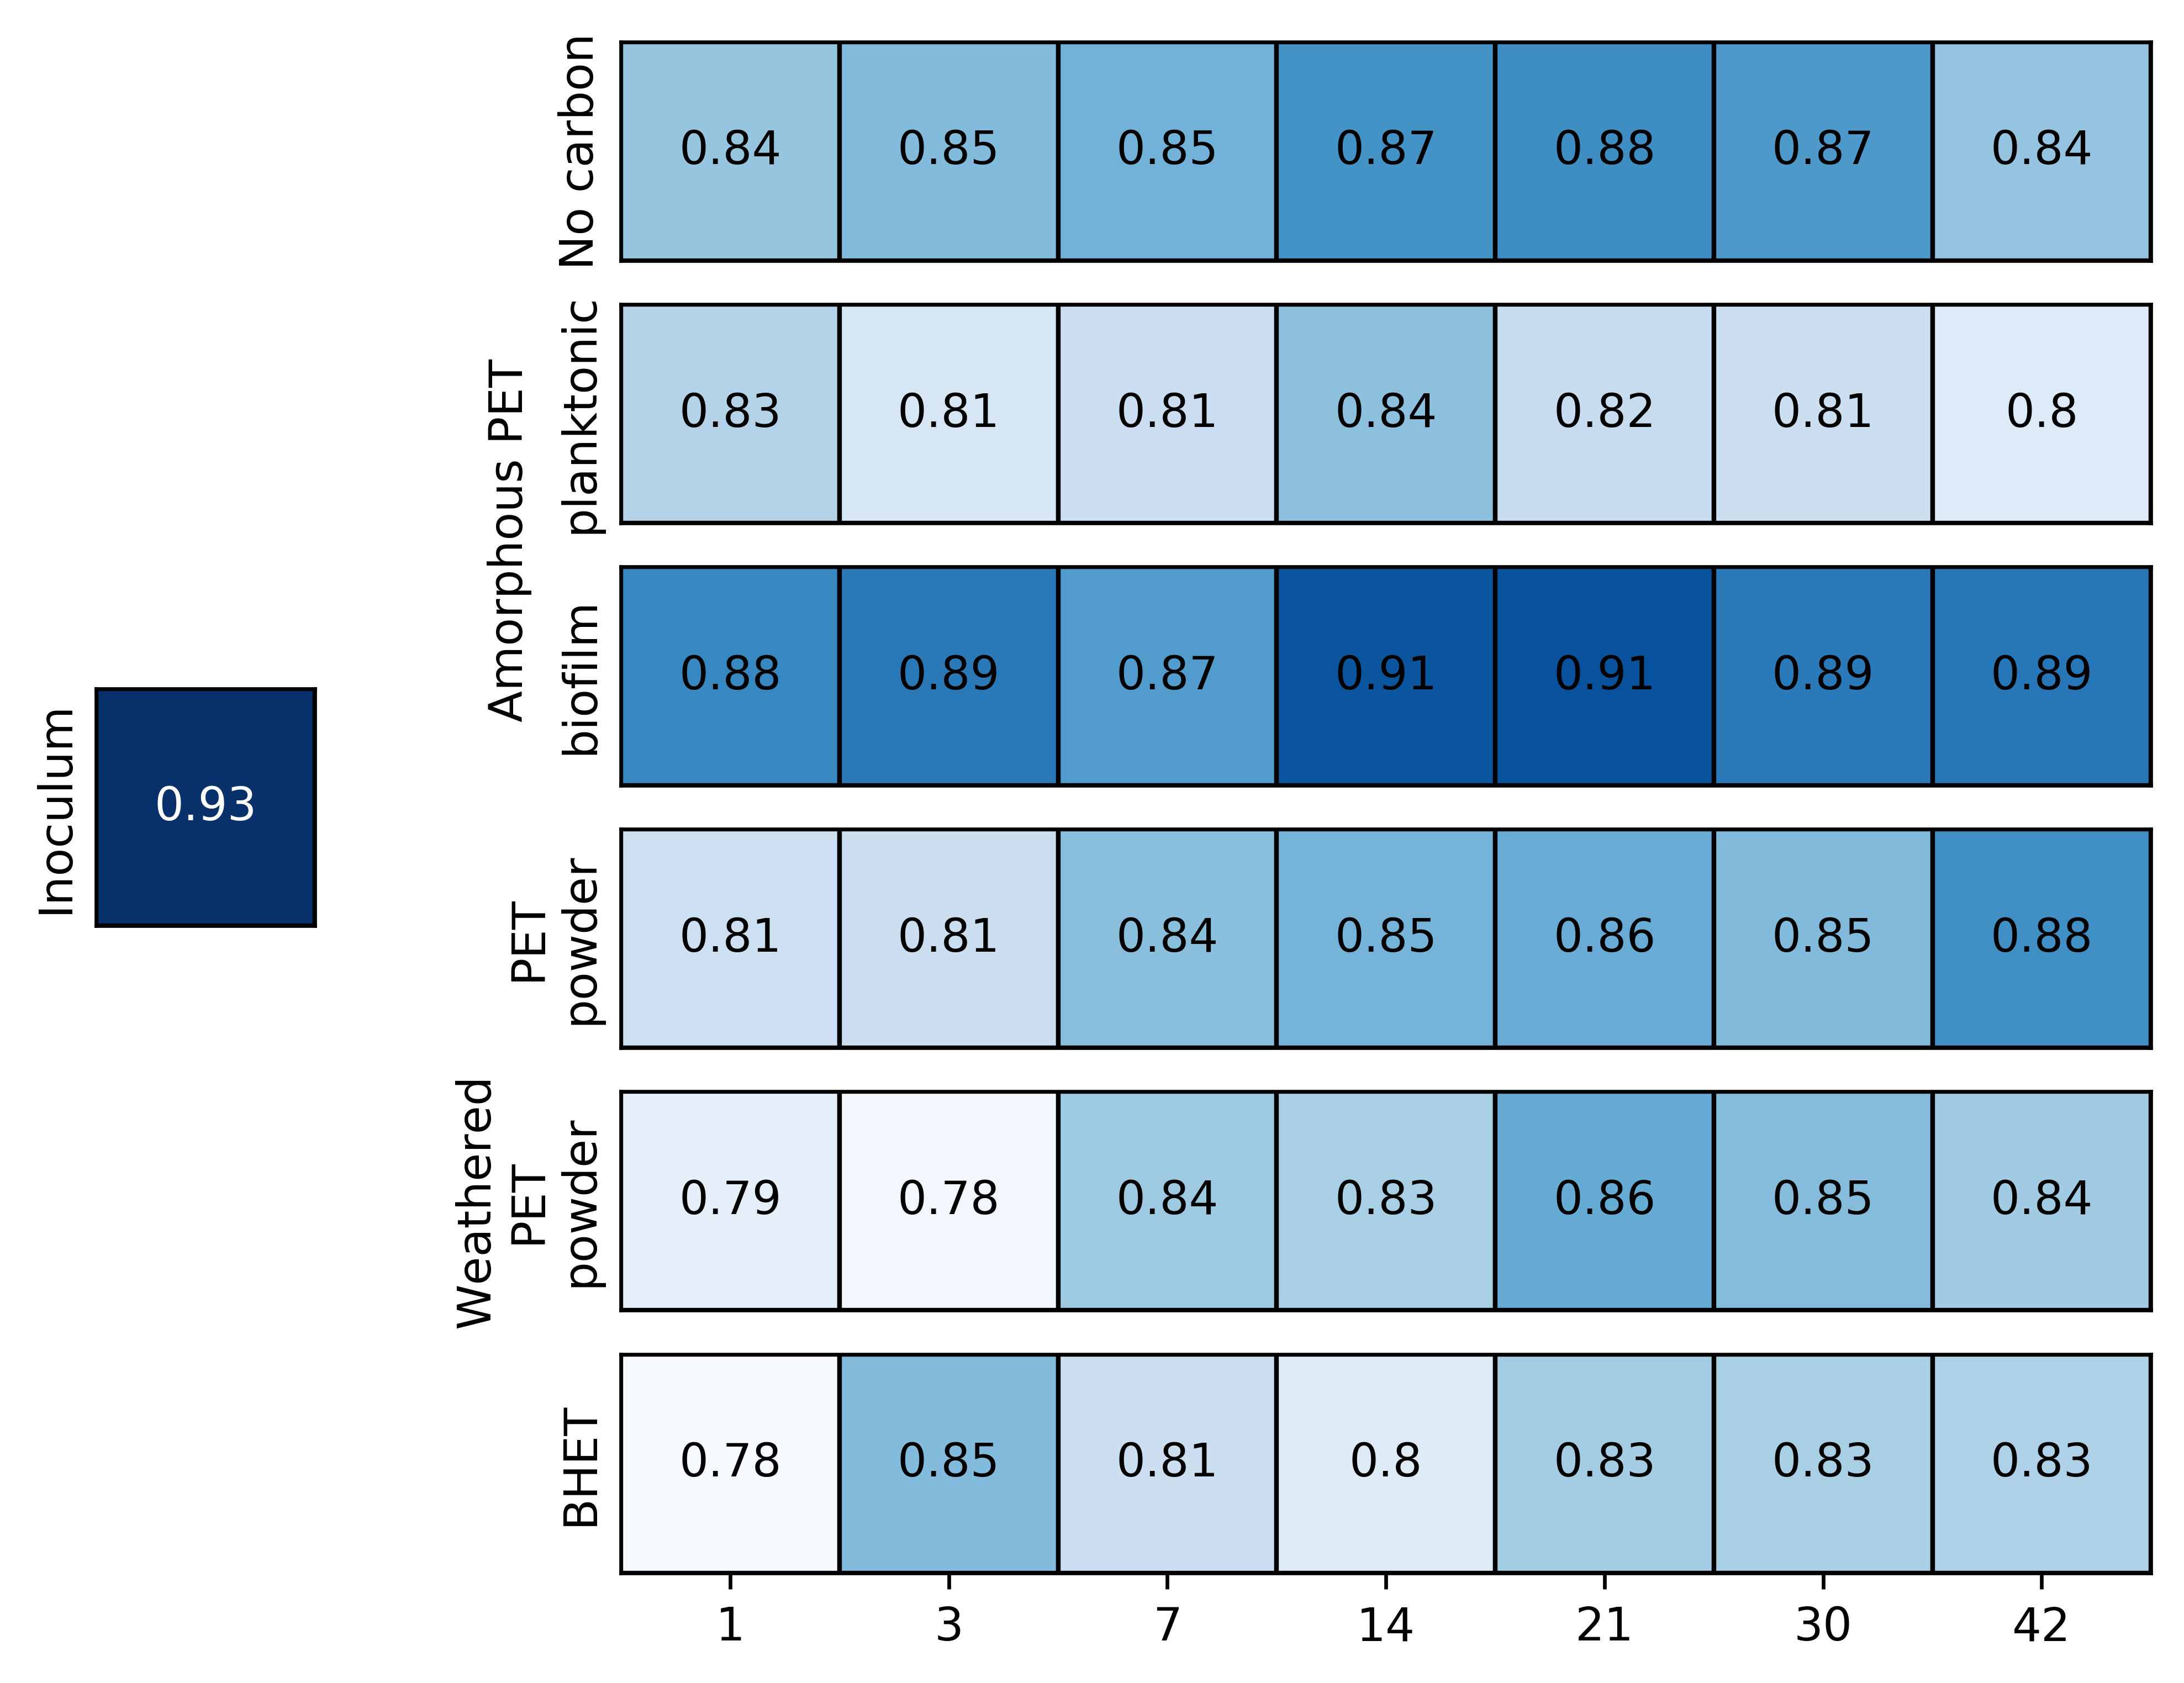 Inoculum
0.93
No carbon
0.84 0.85 0.85 0.87 0.88 0.87 0.84
Amorphous PET
planktonic
0.83 0.81 0.81 0.84 0.82 0.81 0.8
biofilm
0.88 0.89 0.87 0.91 0.91 0.89 0.89
PET
powder
0.81 0.81 0.84 0.85 0.86 0.85 0.88
Weathered
PET
powder
0.79 0.78 0.84 0.83 0.86 0.85 0.84
BHET
0.78 0.85 0.81 0.8 0.83 0.83 0.83
1 3 7 14 21 30 42